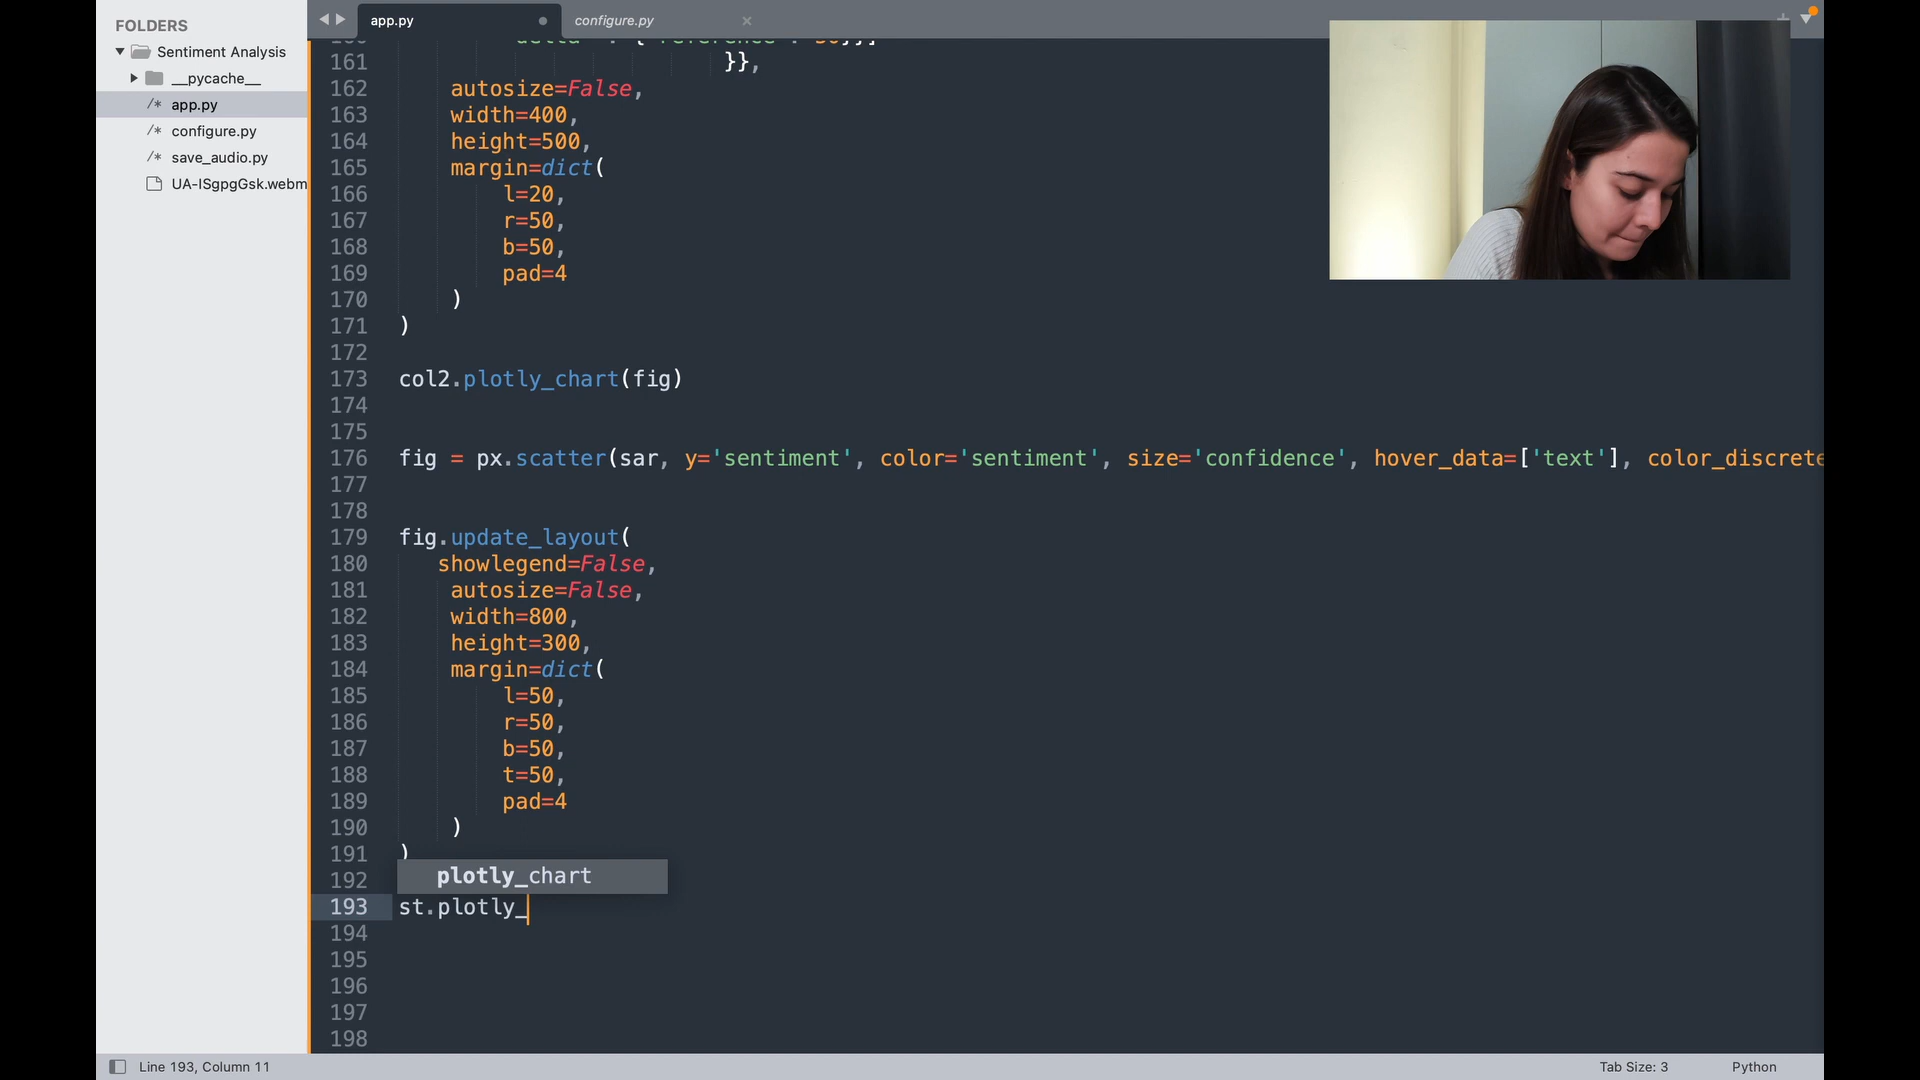 FOLDERS
Sentiment Analysis
__pycache__
/* app.py
/* configure.py
/* save_audio.py
UA-ISgpgGsk.webm
app.py
configure.py
161 }},
162 autosize=False,
163 width=400,
164 height=500,
165 margin=dict(
166 l=20,
167 r=50,
168 b=50,
169 pad=4
170 )
171 )
172
173 col2.plotly_chart(fig)
174
175
176 fig = px.scatter(sar, y='sentiment', color='sentiment', size='confidence', hover_data=['text'], color_discrete
177
178
179 fig.update_layout(
180 showlegend=False,
181 autosize=False,
182 width=800,
183 height=300,
184 margin=dict(
185 l=50,
186 r=50,
187 b=50,
188 t=50,
189 pad=4
190 )
191 )
192 plotly_chart
193 st.plotly_
194
195
196
197
198
Line 193, Column 11
Tab Size: 3
Python